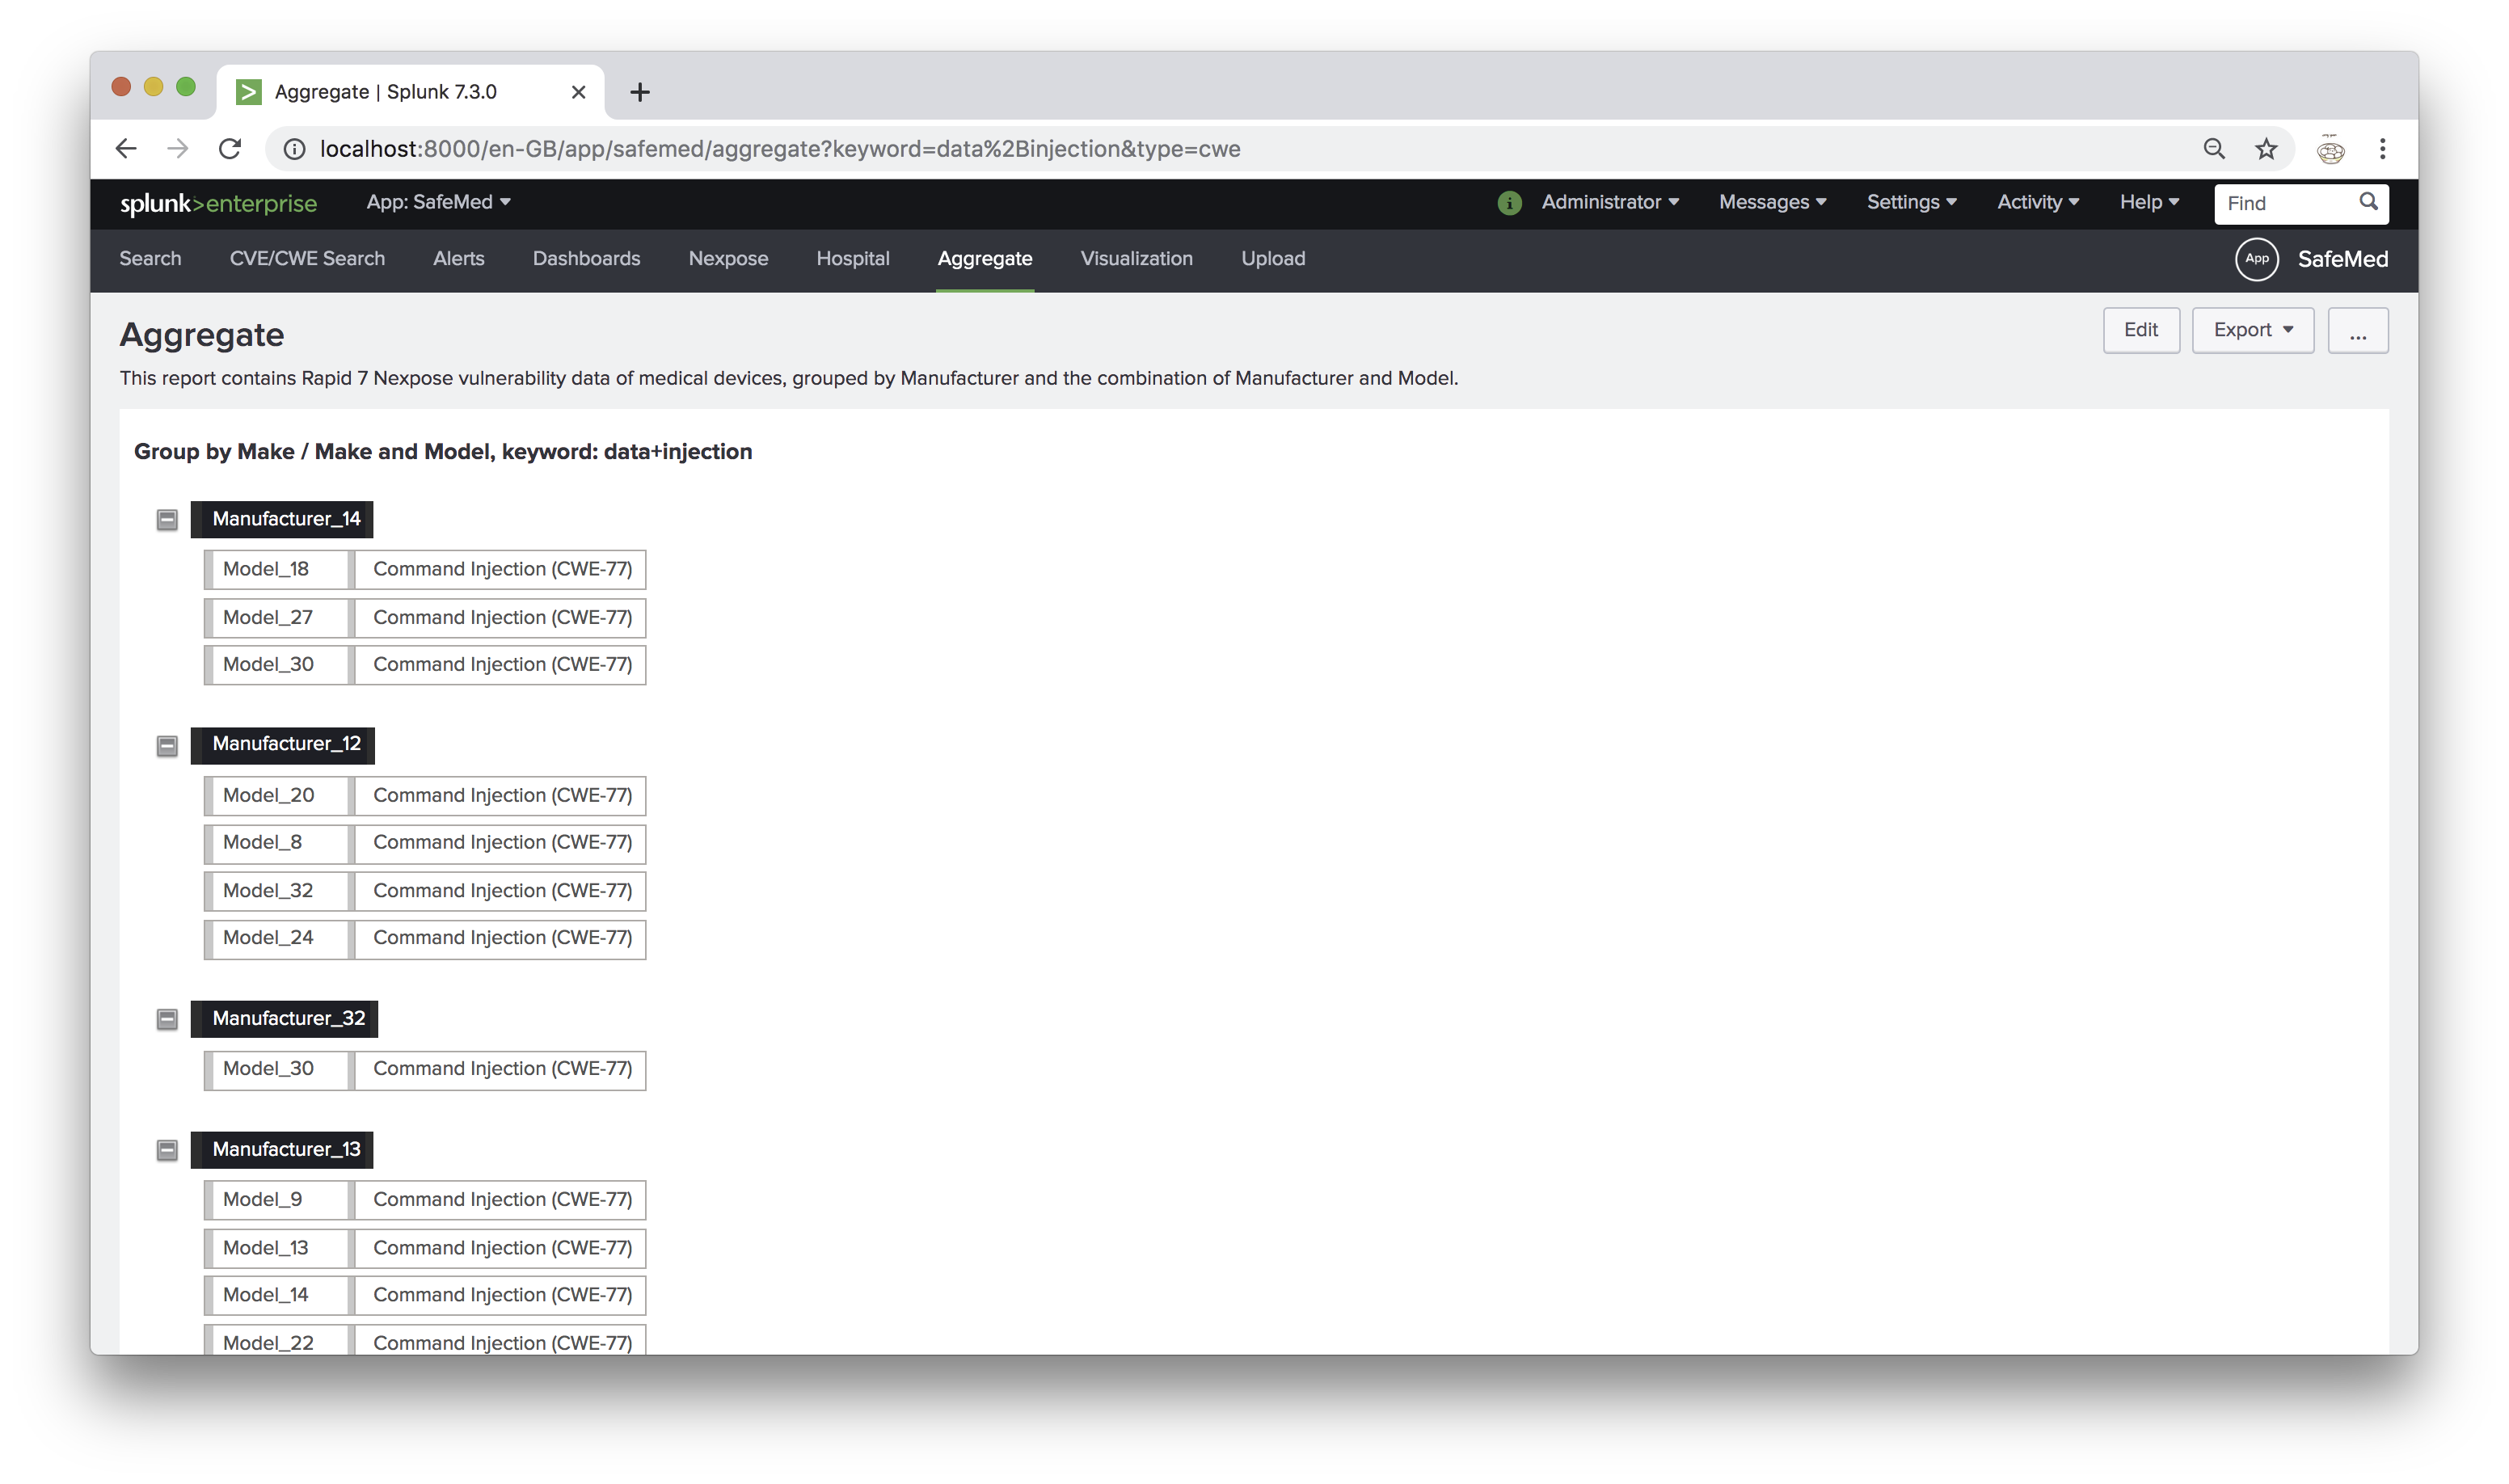 Aggregate | Splunk 7.3.0
localhost:8000/en-GB/app/safemed/aggregate?keyword=data%2Binjection&type=cwe
splunk>enterprise App: SafeMed Administrator Messages Settings Activity Help Find
Search CVE/CWE Search Alerts Dashboards Nexpose Hospital Aggregate Visualization Upload App SafeMed
Aggregate Edit Export ...
This report contains Rapid 7 Nexpose vulnerability data of medical devices, grouped by Manufacturer and the combination of Manufacturer and Model.
Group by Make / Make and Model, keyword: data+injection
Manufacturer_14
Model_18 Command Injection (CWE-77)
Model_27 Command Injection (CWE-77)
Model_30 Command Injection (CWE-77)
Manufacturer_12
Model_20 Command Injection (CWE-77)
Model_8 Command Injection (CWE-77)
Model_32 Command Injection (CWE-77)
Model_24 Command Injection (CWE-77)
Manufacturer_32
Model_30 Command Injection (CWE-77)
Manufacturer_13
Model_9 Command Injection (CWE-77)
Model_13 Command Injection (CWE-77)
Model_14 Command Injection (CWE-77)
Model_22 Command Injection (CWE-77)